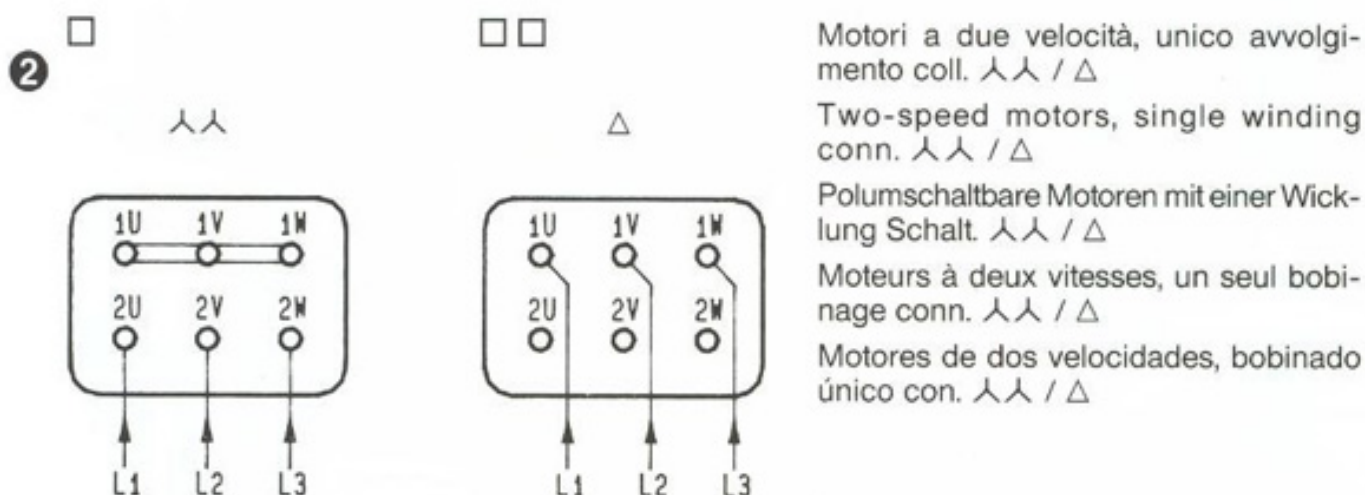 2
1U 1V 1W
2U 2V 2W
L1 L2 L3
1U 1V 1W
2U 2V 2W
L1 L2 L3
Motori a due velocità, unico avvolgi-
mento coll. ⅄⅄ / △
Two-speed motors, single winding
conn. ⅄⅄ / △
Polumschaltbare Motoren mit einer Wick-
lung Schalt. ⅄⅄ / △
Moteurs à deux vitesses, un seul bobi-
nage conn. ⅄⅄ / △
Motores de dos velocidades, bobinado
único con. ⅄⅄ / △